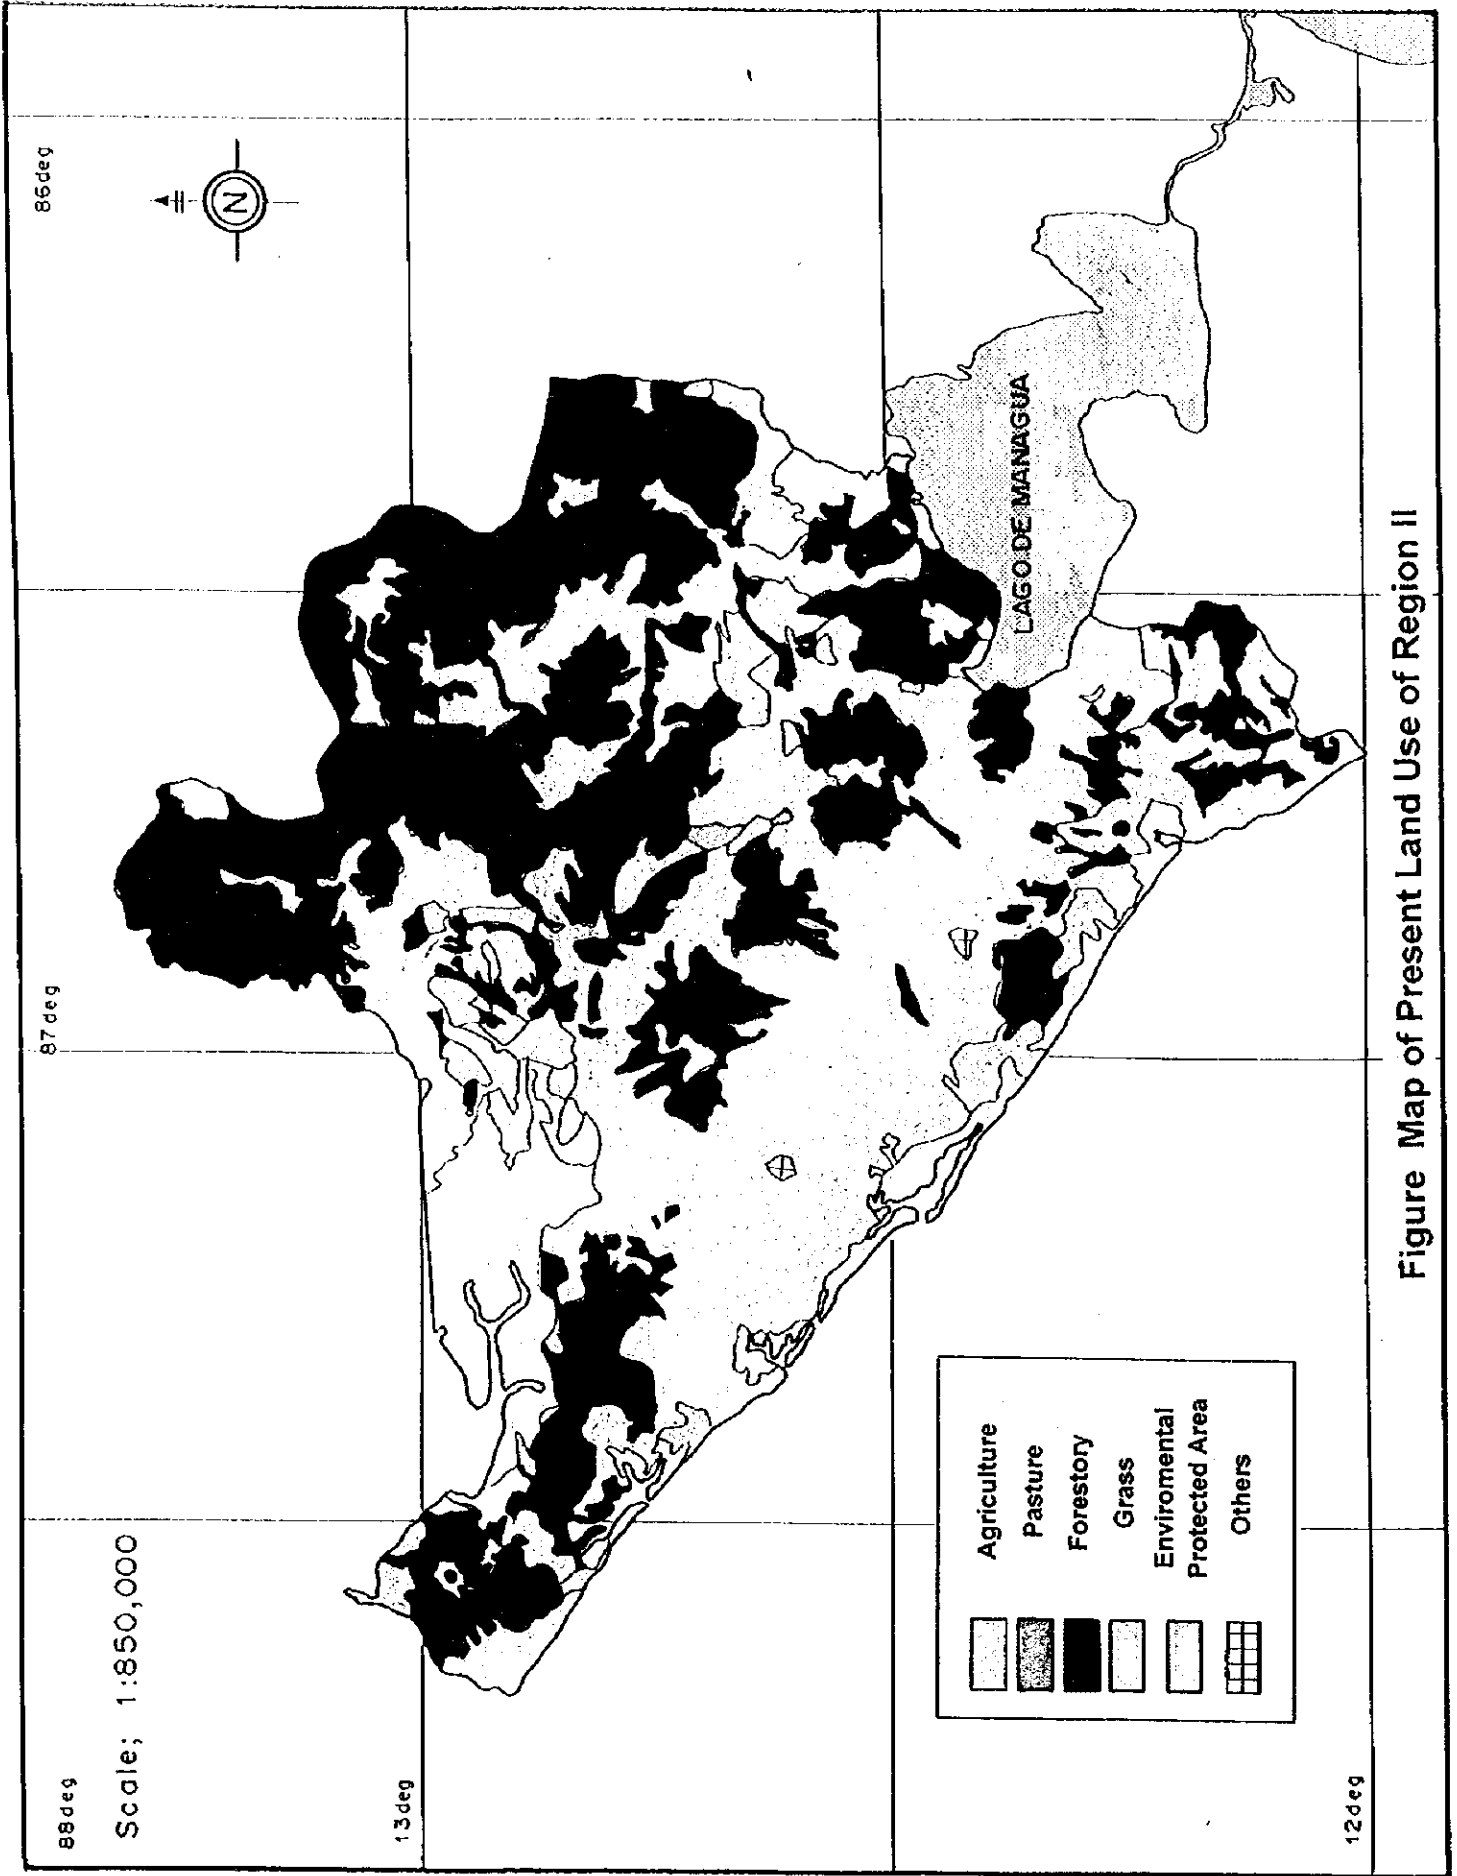 88deg
87deg
86deg
Scale; 1:850,000
N
13deg
LAGO DE MANAGUA
Agriculture
Pasture
Forestory
Grass
Enviromental
Protected Area
Others
12deg
Figure Map of Present Land Use of Region II